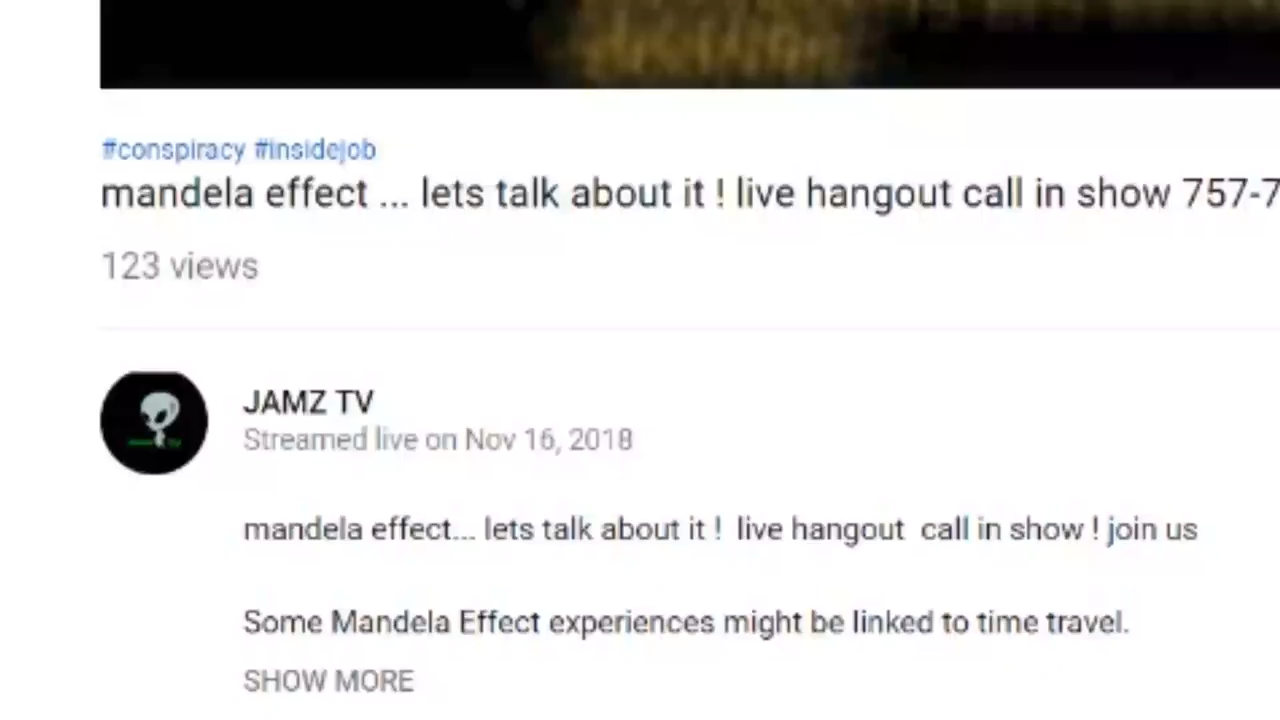 #conspiracy #insidejob
mandela effect ... lets talk about it ! live hangout call in show 757-7
123 views
JAMZ TV
Streamed live on Nov 16, 2018
mandela effect... lets talk about it ! live hangout call in show ! join us
Some Mandela Effect experiences might be linked to time travel.
SHOW MORE